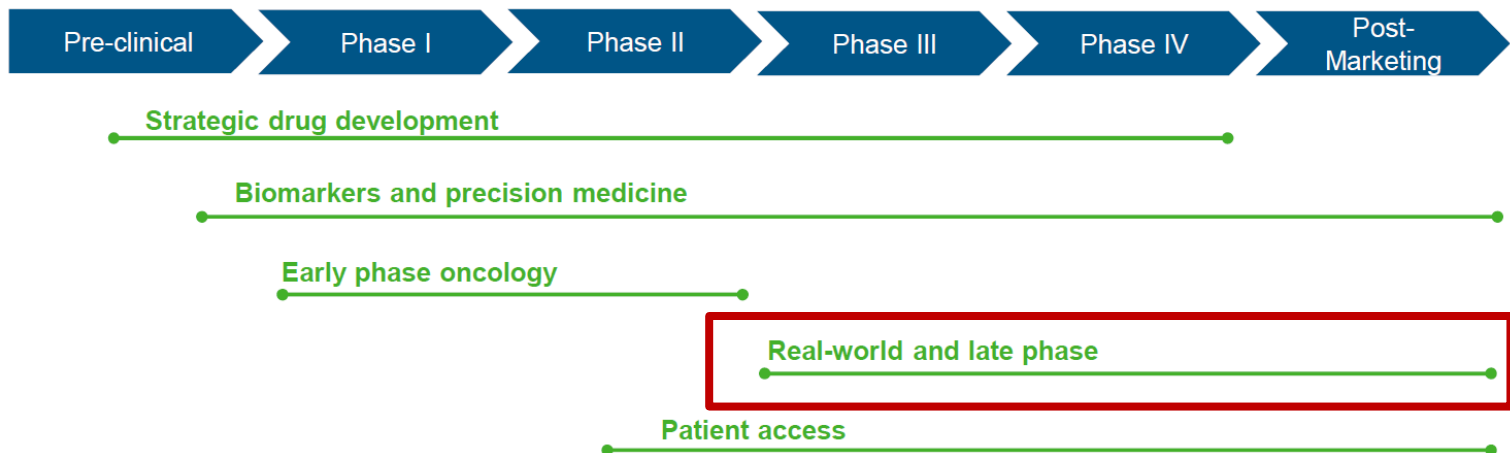 Pre-clinical
Phase I
Phase II
Phase III
Phase IV
Post-
Marketing
Strategic drug development
Biomarkers and precision medicine
Early phase oncology
Real-world and late phase
Patient access